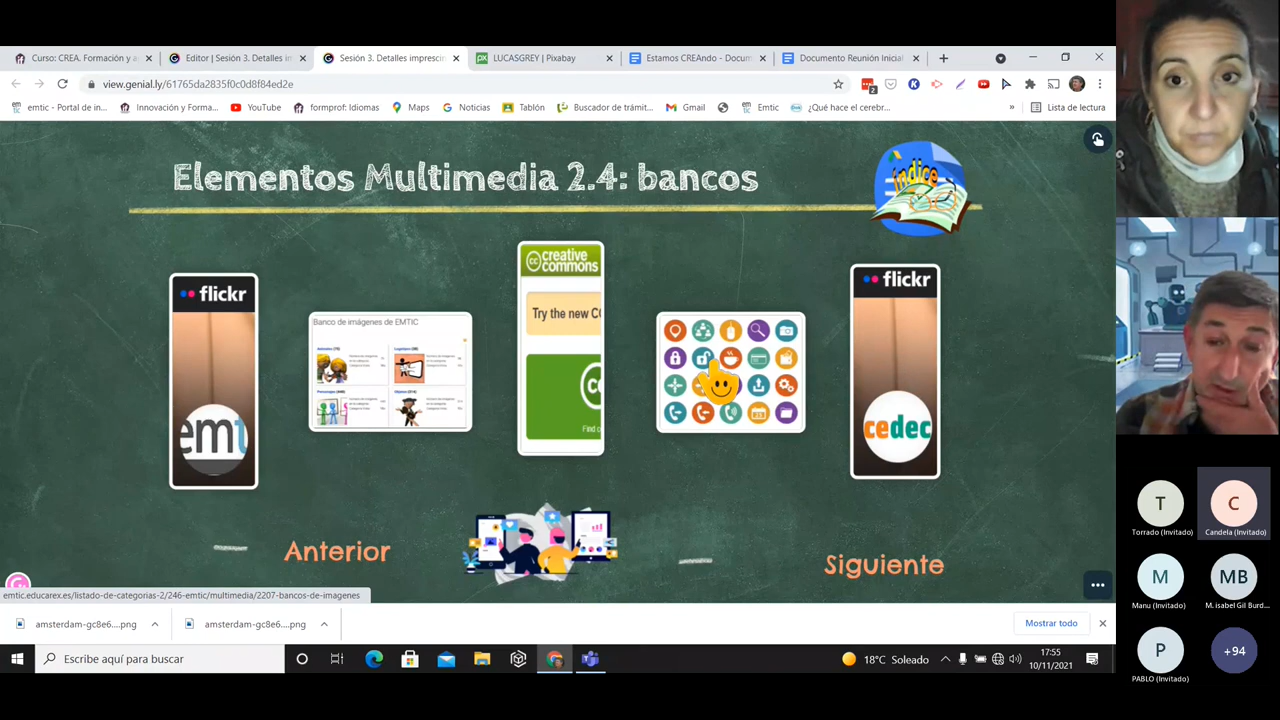 Curso: CREA. Formación y a
Editor | Sesión 3. Detalles in
Sesión 3. Detalles imprescin
LUCASGREY | Pixabay
Estamos CREAndo - Docum
Documento Reunión Inicial
view.genial.ly/61765da2835f0c0d8f84ed2e
2
emtic - Portal de in...
Innovación y Forma...
YouTube
formprof: Idiomas
Maps
Noticias
Tablón
Buscador de trámit...
Gmail
Emtic
¿Qué hace el cerebr...
»
Lista de lectura
Elementos Multimedia 2.4: bancos
índice
flickr
emt
Banco de imágenes de EMTIC
creative
commons
Try the new C
Find o
flickr
cedec
Anterior
Siguiente
emtic.educarex.es/listado-de-categorias-2/246-emtic/multimedia/2207-bancos-de-imagenes
amsterdam-gc8e6....png
amsterdam-gc8e6....png
Mostrar todo
Escribe aquí para buscar
18°C Soleado
17:55
10/11/2021
T
Torrado (Invitado)
C
Candela (Invitado)
M
Manu (Invitado)
MB
M. isabel Gil Burd...
P
PABLO (Invitado)
+94